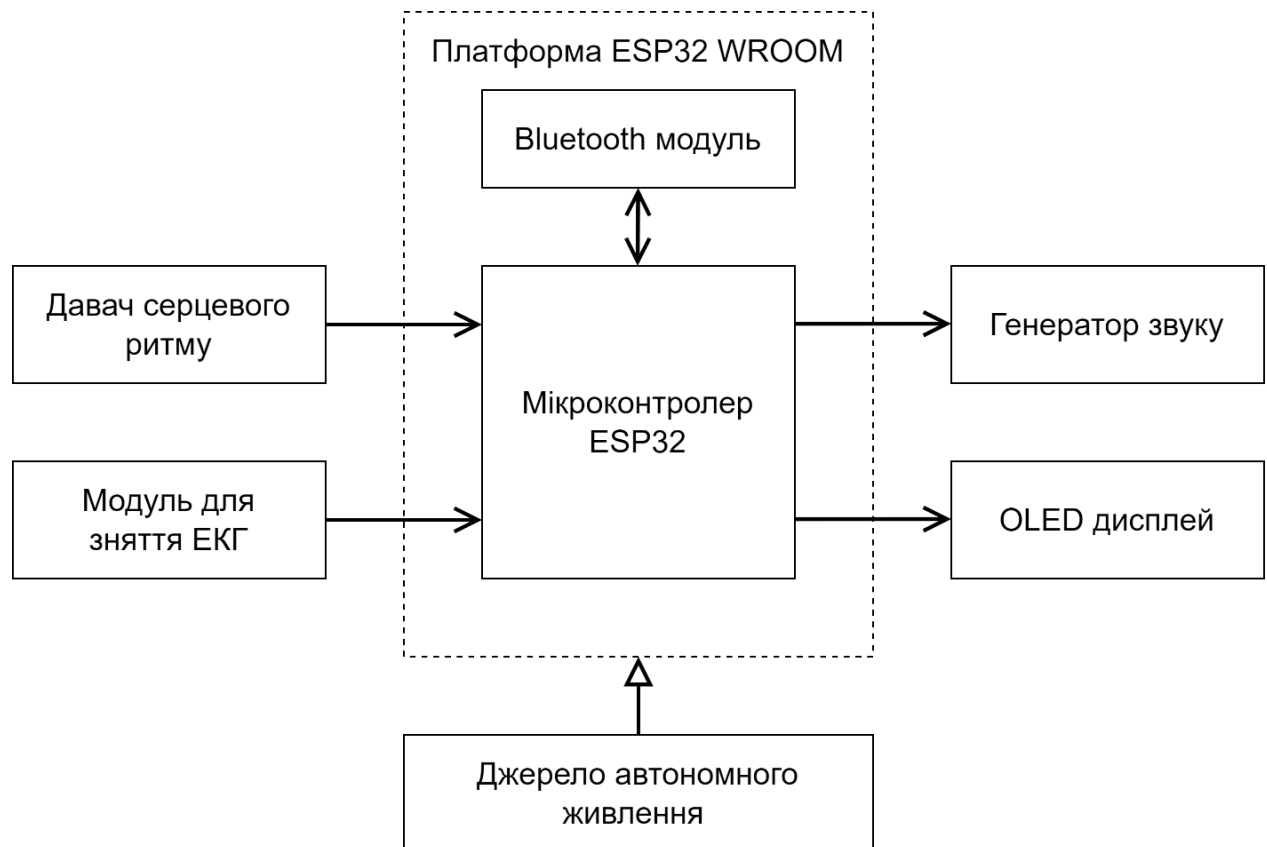 Платформа ESP32 WROOM
Bluetooth модуль
Давач серцевого
ритму
Генератор звуку
Мікроконтролер
ESP32
Модуль для
зняття ЕКГ
OLED дисплей
Джерело автономного
живлення